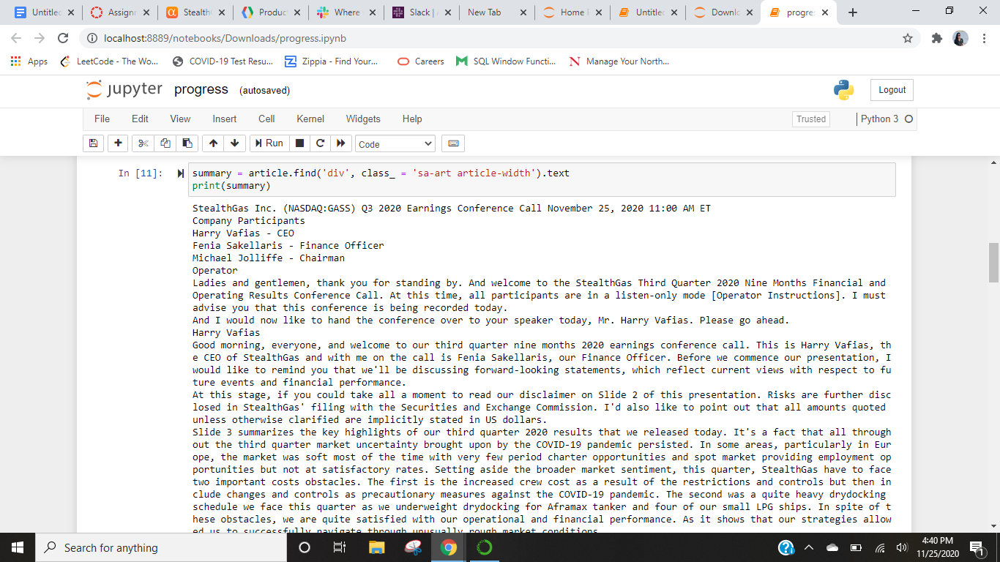 Untitled
Assignm
Stealth
Product
Where
Slack |
New Tab
Home
Untitled
Downlo
progres
localhost:8889/notebooks/Downloads/progress.ipynb
Apps
LeetCode - The Wo...
COVID-19 Test Resu...
Zippia - Find Your...
Careers
SQL Window Functi...
Manage Your North...
jupyter progress (autosaved)
Logout
File Edit View Insert Cell Kernel Widgets Help
Trusted
Python 3
Run
Code
In [11]:
summary = article.find('div', class_ = 'sa-art article-width').text
print(summary)
StealthGas Inc. (NASDAQ:GASS) Q3 2020 Earnings Conference Call November 25, 2020 11:00 AM ET
Company Participants
Harry Vafias - CEO
Fenia Sakellaris - Finance Officer
Michael Jolliffe - Chairman
Operator
Ladies and gentlemen, thank you for standing by. And welcome to the StealthGas Third Quarter 2020 Nine Months Financial and
Operating Results Conference Call. At this time, all participants are in a listen-only mode [Operator Instructions]. I must
advise you that this conference is being recorded today.
And I would now like to hand the conference over to your speaker today, Mr. Harry Vafias. Please go ahead.
Harry Vafias
Good morning, everyone, and welcome to our third quarter nine months 2020 earnings conference call. This is Harry Vafias, th
e CEO of StealthGas and with me on the call is Fenia Sakellaris, our Finance Officer. Before we commence our presentation, I
would like to remind you that we'll be discussing forward-looking statements, which reflect current views with respect to fu
ture events and financial performance.
At this stage, if you could take all a moment to read our disclaimer on Slide 2 of this presentation. Risks are further disc
losed in StealthGas' filing with the Securities and Exchange Commission. I'd also like to point out that all amounts quoted
unless otherwise clarified are implicitly stated in US dollars.
Slide 3 summarizes the key highlights of our third quarter 2020 results that we released today. It's a fact that all through
out the third quarter market uncertainty brought upon by the COVID-19 pandemic persisted. In some areas, particularly in Eur
ope, the market was soft most of the time with very few period charter opportunities and spot market providing employment op
portunities but not at satisfactory rates. Setting aside the broader market sentiment, this quarter, StealthGas have to face
two important costs obstacles. The first is the increased crew cost as a result of the restrictions and controls but then in
clude changes and controls as precautionary measures against the COVID-19 pandemic. The second was a quite heavy drydocking
schedule we face this quarter as we underweight drydocking for Aframax tanker and four of our small LPG ships. In spite of t
hese obstacles, we are quite satisfied with our operational and financial performance. As it shows that our strategies allow
ed us to successfully navigate through unusually rough market conditions.
Search for anything
4:40 PM
11/25/2020
1